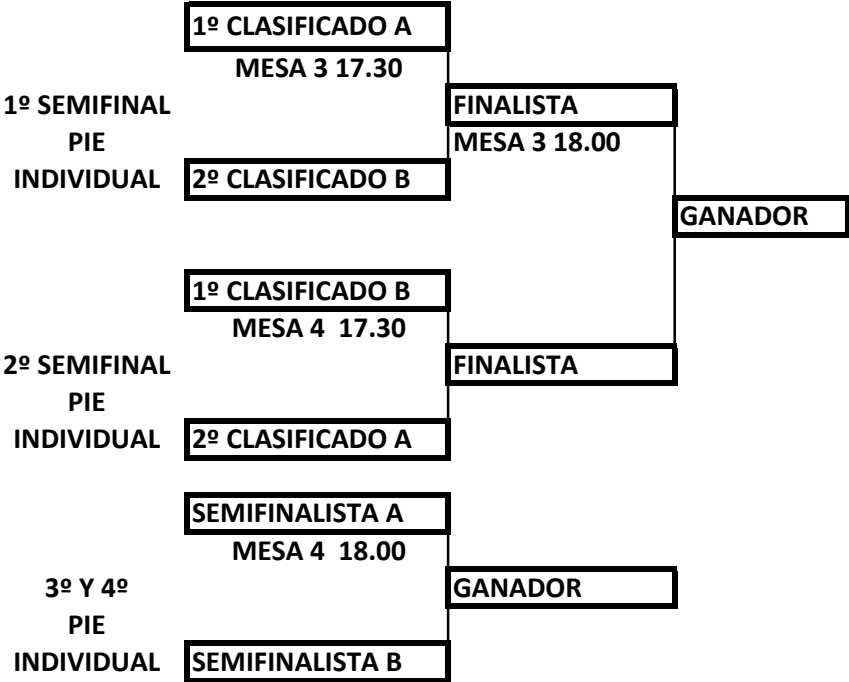 1º CLASIFICADO A
MESA 3 17.30
1º SEMIFINAL
FINALISTA
PIE
MESA 3 18.00
INDIVIDUAL
2º CLASIFICADO B
GANADOR
1º CLASIFICADO B
MESA 4 17.30
2º SEMIFINAL
FINALISTA
PIE
INDIVIDUAL
2º CLASIFICADO A
SEMIFINALISTA A
MESA 4 18.00
3º Y 4º
GANADOR
PIE
INDIVIDUAL
SEMIFINALISTA B